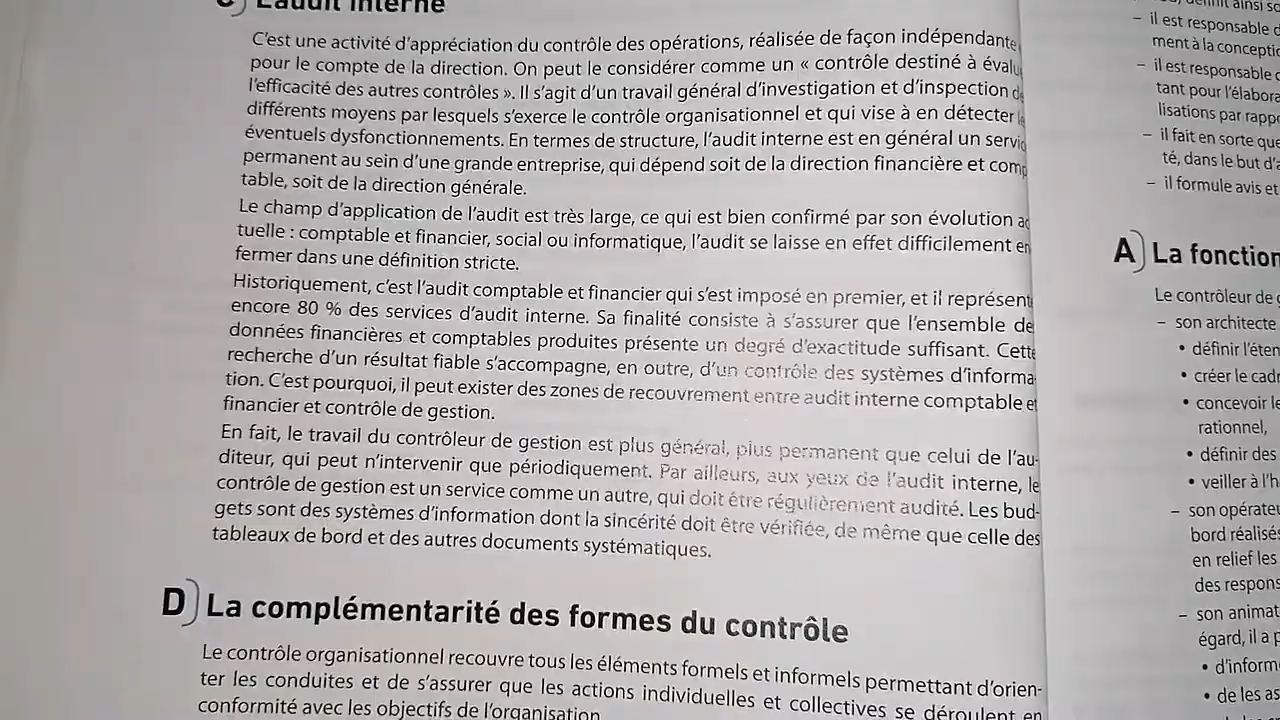 C) L'audit interne
C'est une activité d'appréciation du contrôle des opérations, réalisée de façon indépendante
pour le compte de la direction. On peut le considérer comme un « contrôle destiné à évalu
l'efficacité des autres contrôles ». Il s'agit d'un travail général d'investigation et d'inspection de
différents moyens par lesquels s'exerce le contrôle organisationnel et qui vise à en détecter le
éventuels dysfonctionnements. En termes de structure, l'audit interne est en général un servic
permanent au sein d'une grande entreprise, qui dépend soit de la direction financière et comp
table, soit de la direction générale.
Le champ d'application de l'audit est très large, ce qui est bien confirmé par son évolution ac
tuelle : comptable et financier, social ou informatique, l'audit se laisse en effet difficilement en
fermer dans une définition stricte.
Historiquement, c'est l'audit comptable et financier qui s'est imposé en premier, et il représent
encore 80 % des services d'audit interne. Sa finalité consiste à s'assurer que l'ensemble de
données financières et comptables produites présente un degré d'exactitude suffisant. Cette
recherche d'un résultat fiable s'accompagne, en outre, d'un contrôle des systèmes d'informa
tion. C'est pourquoi, il peut exister des zones de recouvrement entre audit interne comptable et
financier et contrôle de gestion.
En fait, le travail du contrôleur de gestion est plus général, plus permanent que celui de l'au-
diteur, qui peut n'intervenir que périodiquement. Par ailleurs, aux yeux de l'audit interne, le
contrôle de gestion est un service comme un autre, qui doit être régulièrement audité. Les bud-
gets sont des systèmes d'information dont la sincérité doit être vérifiée, de même que celle des
tableaux de bord et des autres documents systématiques.
D) La complémentarité des formes du contrôle
Le contrôle organisationnel recouvre tous les éléments formels et informels permettant d'orien-
ter les conduites et de s'assurer que les actions individuelles et collectives se déroulent en
conformité avec les objectifs de l'organisation.
définit ainsi so
– il est responsable d
ment à la conceptio
– il est responsable d
tant pour l'élabora
lisations par rappo
– il fait en sorte que
té, dans le but d'a
– il formule avis et
A) La fonction
Le contrôleur de g
– son architecte
• définir l'éten
• créer le cadr
• concevoir le
rationnel,
• définir des
• veiller à l'h
– son opérateu
bord réalisés
en relief les
des respons
– son animat
égard, il a p
• d'inform
• de les as